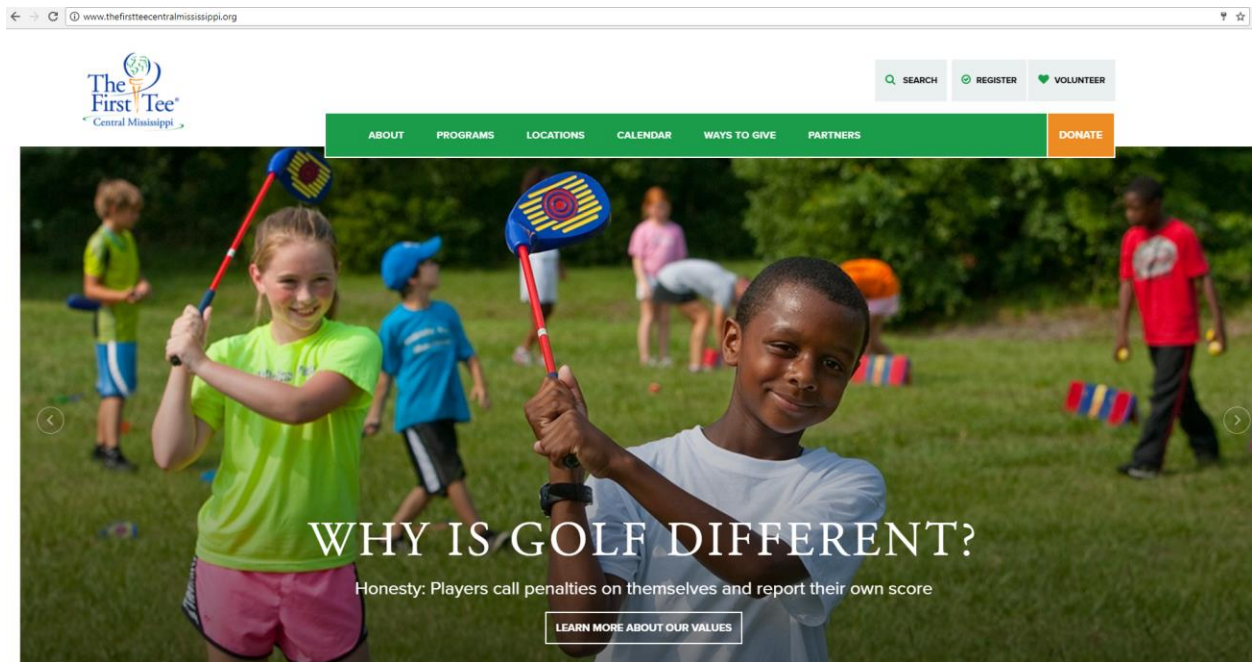 www.thefirstteecentralmississippi.org
The
First Tee®
Central Mississippi
SEARCH
REGISTER
VOLUNTEER
ABOUT
PROGRAMS
LOCATIONS
CALENDAR
WAYS TO GIVE
PARTNERS
DONATE
WHY IS GOLF DIFFERENT?
Honesty: Players call penalties on themselves and report their own score
LEARN MORE ABOUT OUR VALUES